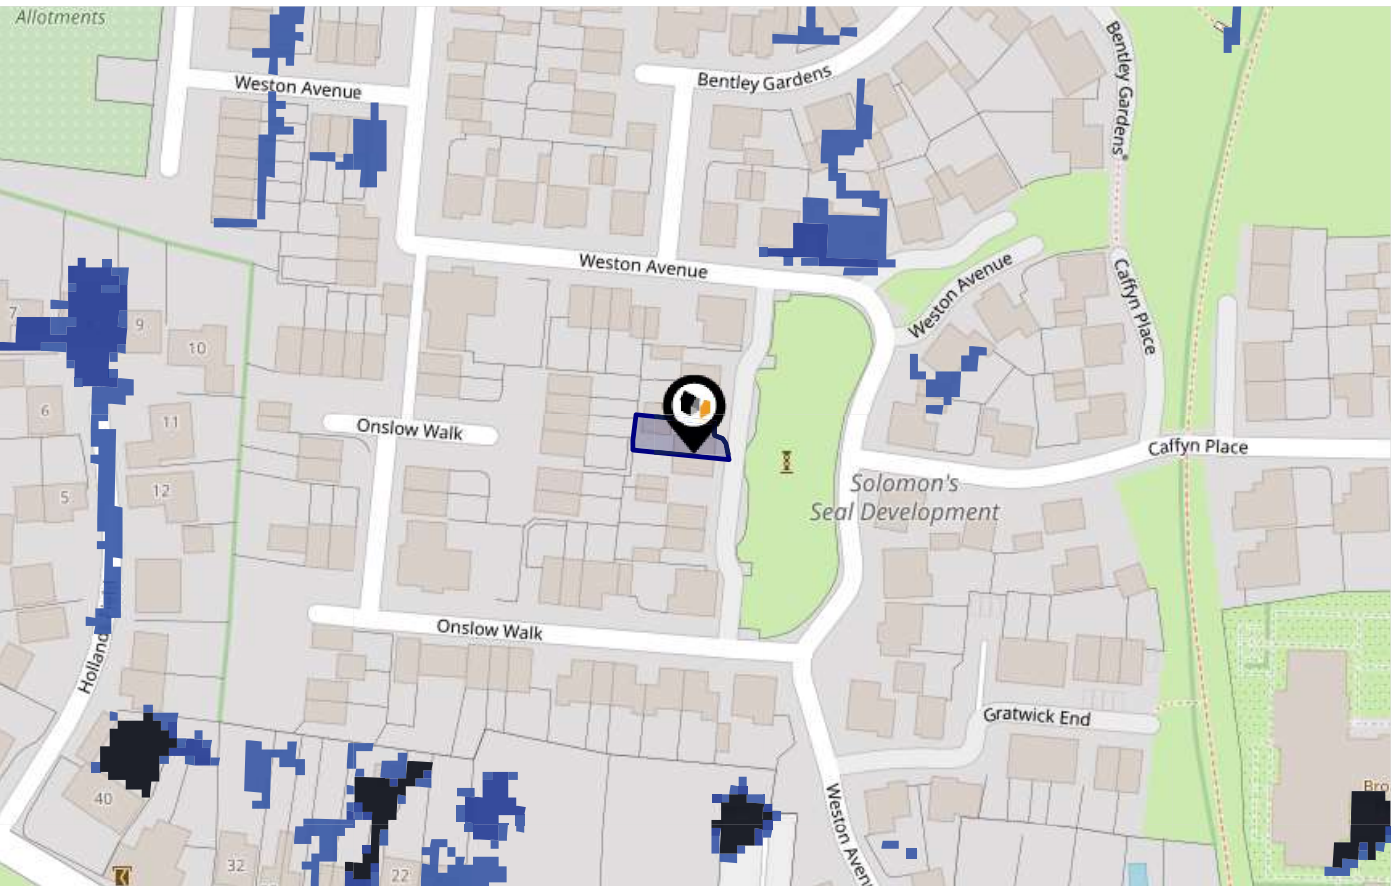 Allotments
Weston Avenue
Bentley Gardens
Bentley Gardens
Weston Avenue
Weston Avenue
Caffyn Place
7
9
10
6
11
Onslow Walk
Caffyn Place
5
12
Solomon's
Seal Development
Onslow Walk
Holland
Gratwick End
40
Bro
Weston Aven
32
22